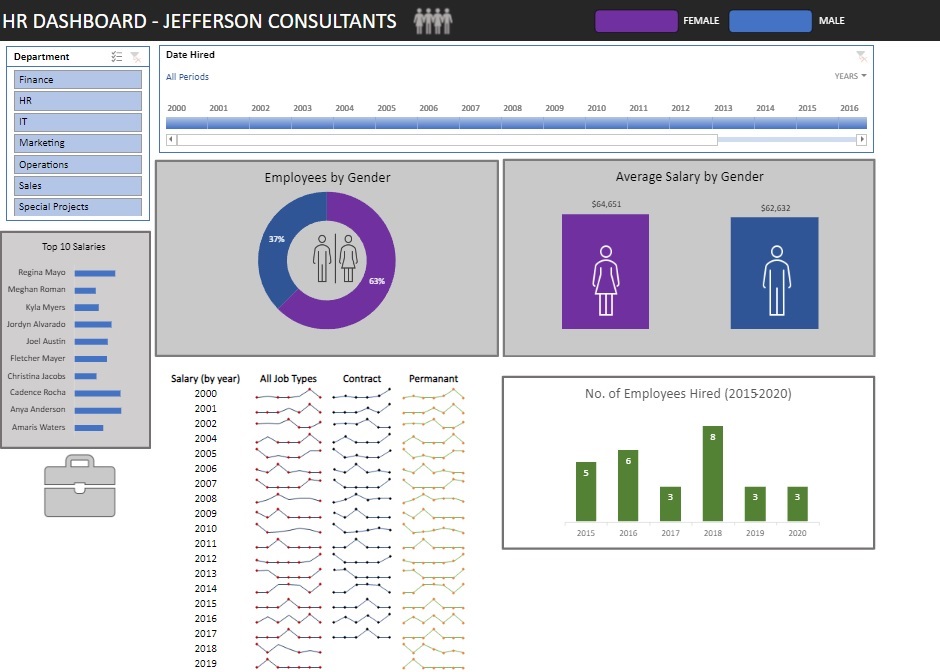 HR DASHBOARD - JEFFERSON CONSULTANTS
FEMALE
MALE
Department
Finance
HR
IT
Marketing
Operations
Sales
Special Projects
Date Hired
All Periods
YEARS
2000 2001 2002 2003 2004 2005 2006 2007 2008 2009 2010 2011 2012 2013 2014 2015 2016
Top 10 Salaries
Regina Mayo
Meghan Roman
Kyla Myers
Jordyn Alvarado
Joel Austin
Fletcher Mayer
Christina Jacobs
Cadence Rocha
Anya Anderson
Amaris Waters
Employees by Gender
37%
63%
Average Salary by Gender
$64,651
$62,632
Salary (by year) All Job Types Contract Permanant
2000
2001
2002
2004
2005
2006
2007
2008
2009
2010
2011
2012
2013
2014
2015
2016
2017
2018
2019
No. of Employees Hired (2015-2020)
5 6 3 8 3 3
2015 2016 2017 2018 2019 2020